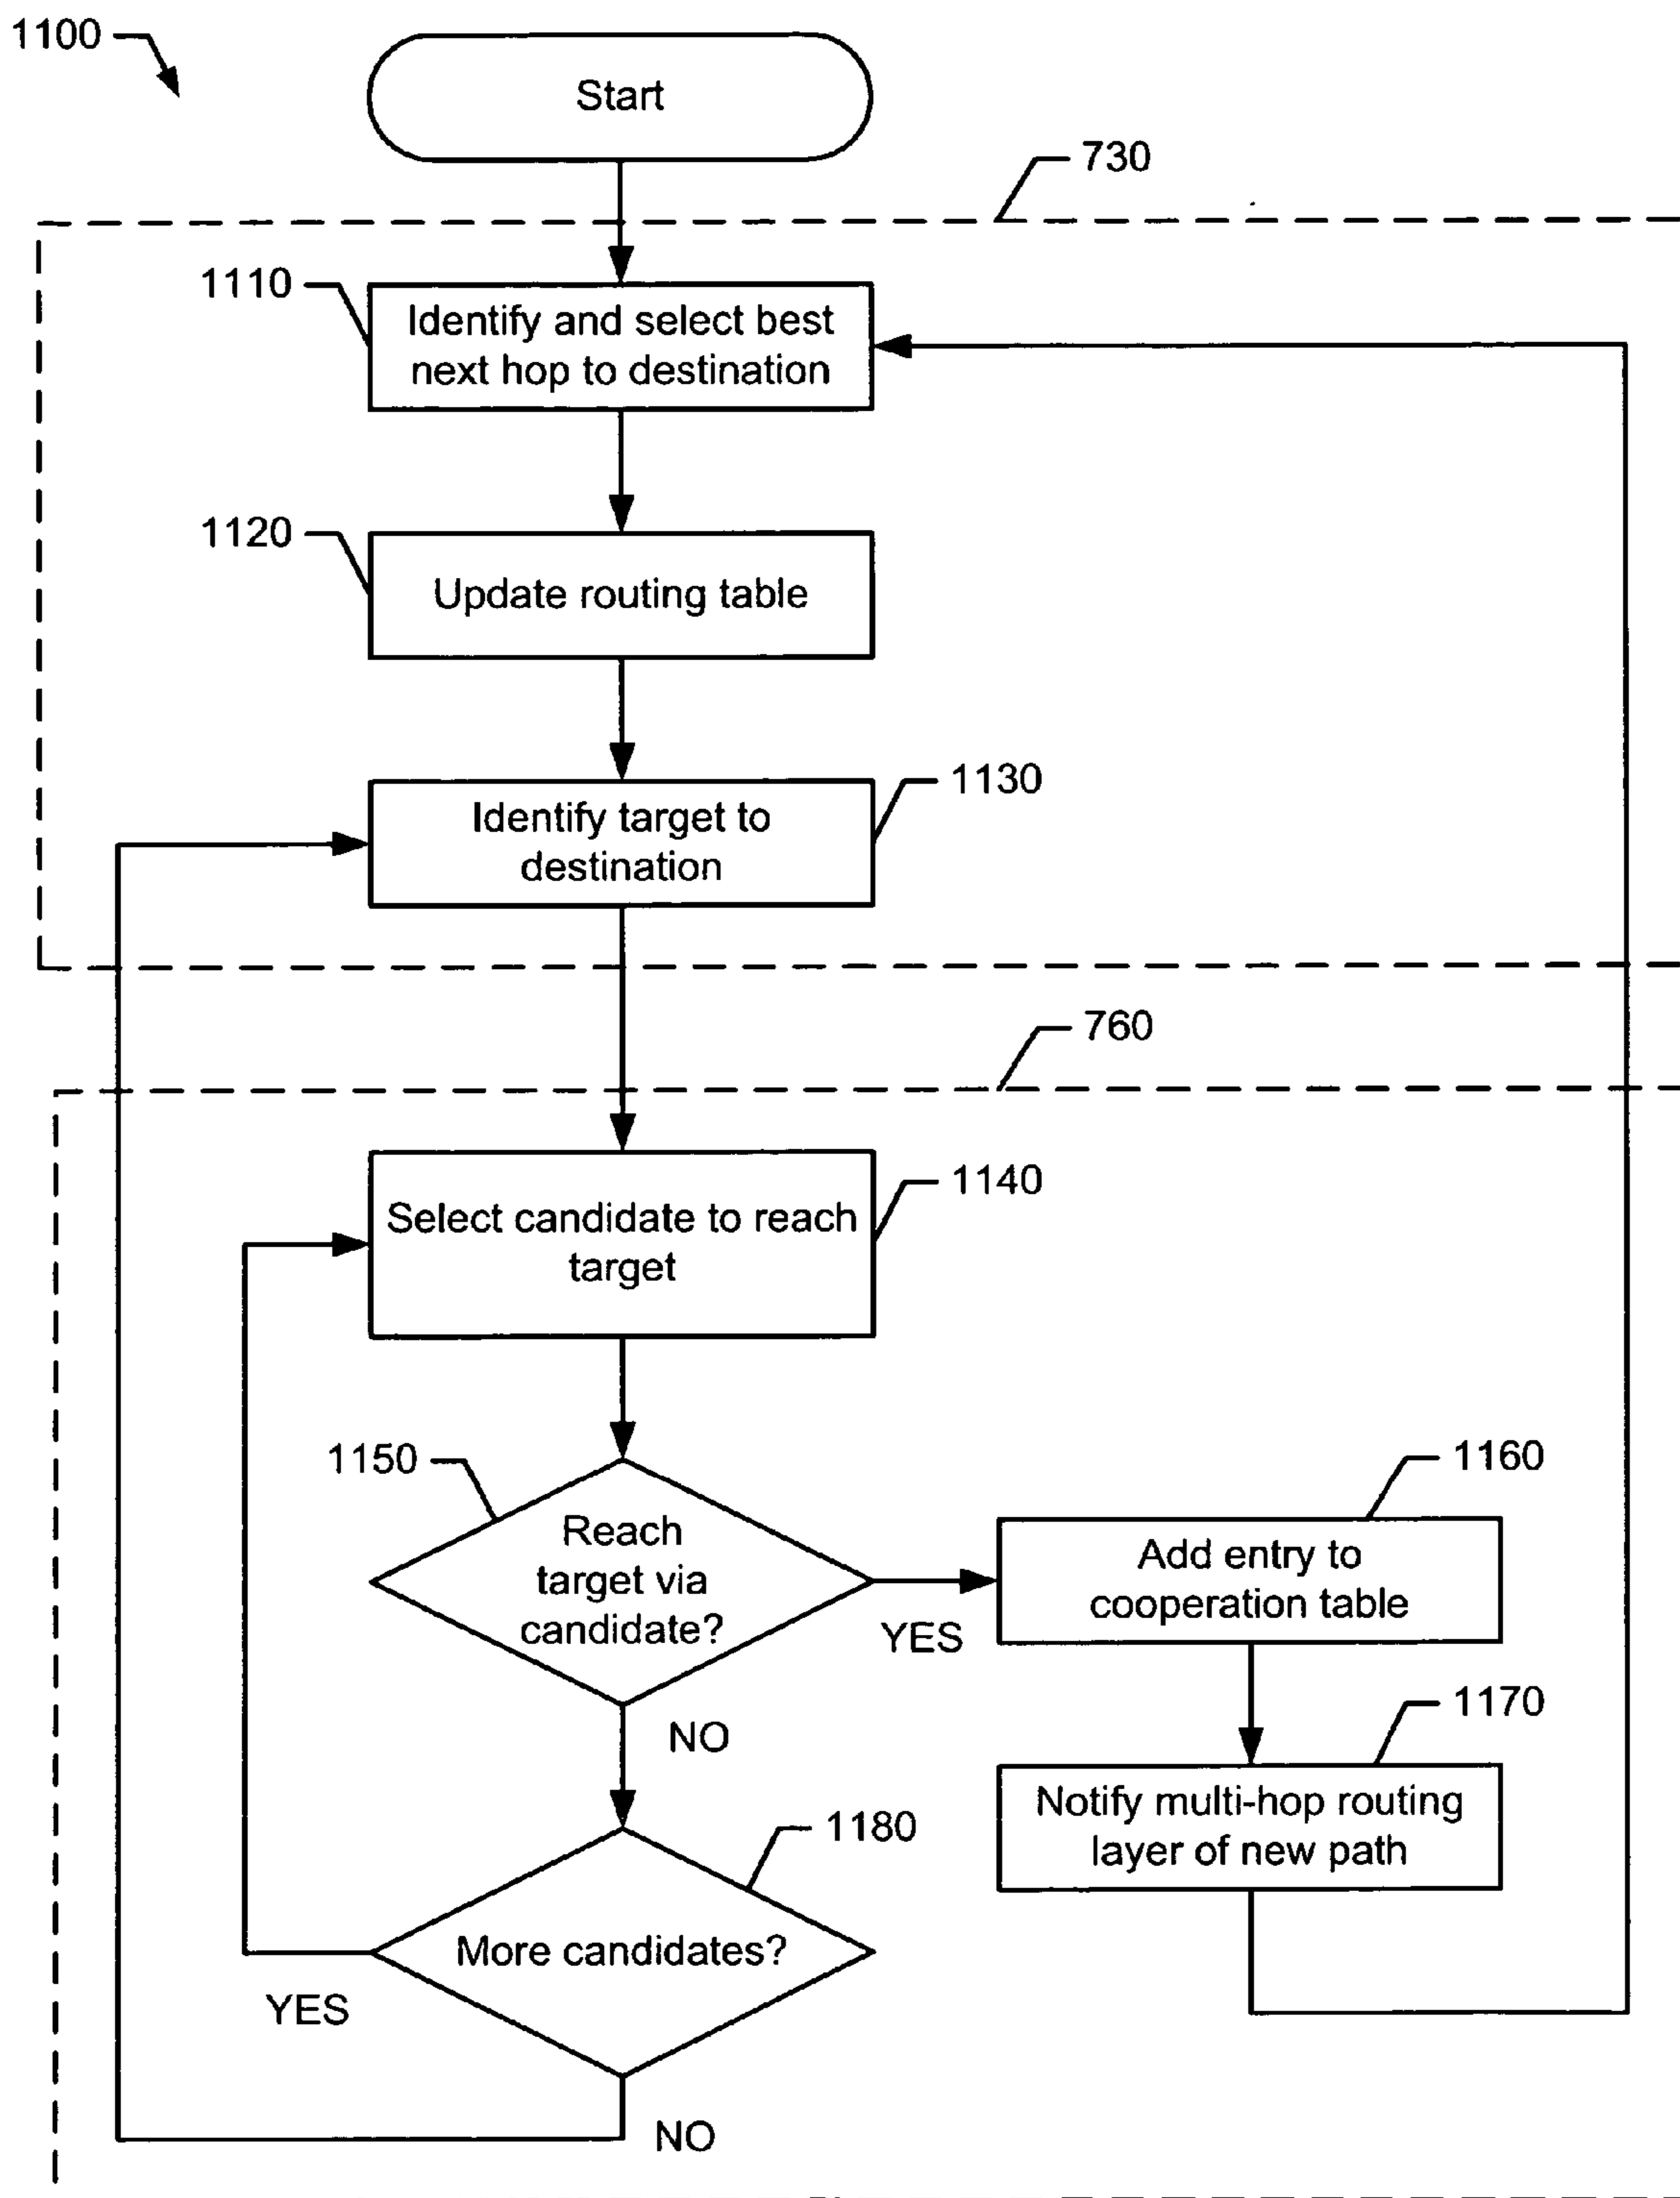 1100
Start
730
1110
Identify and select best
next hop to destination
1120
Update routing table
1130
Identify target to
destination
760
1140
Select candidate to reach
target
1150
Reach
target via
candidate?
YES
1160
Add entry to
cooperation table
NO
1170
Notify multi-hop routing
layer of new path
1180
More candidates?
YES
NO